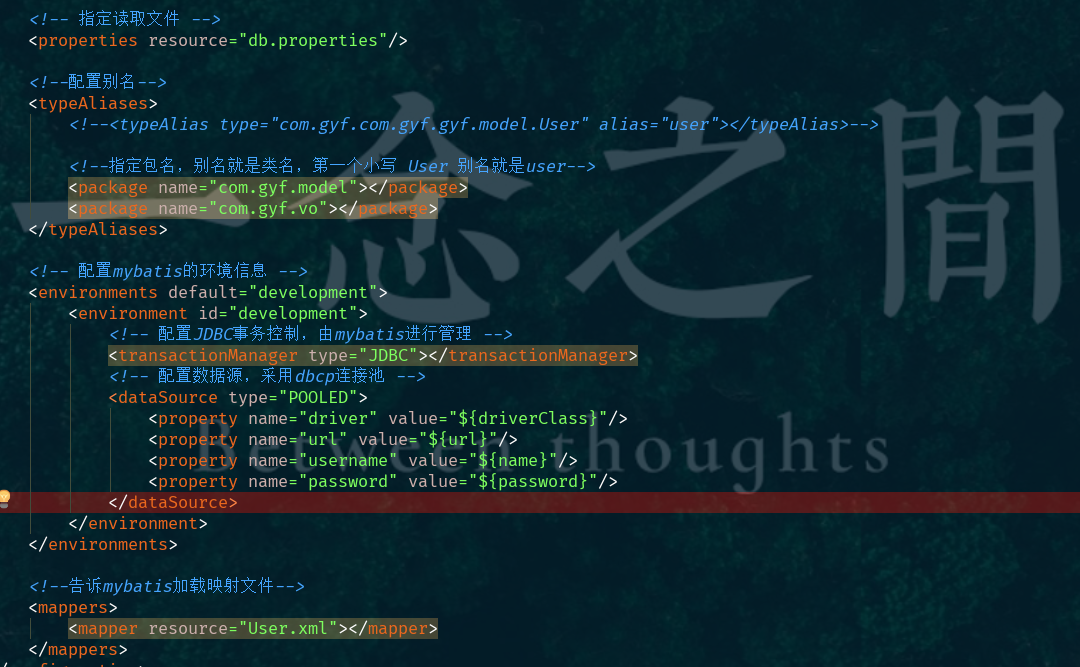 <!-- 指定读取文件 -->
<properties resource="db.properties"/>
<!--配置别名-->
<typeAliases>
<!--<typeAlias type="com.gyf.com.gyf.gyf.model.User" alias="user"></typeAlias>-->
<!--指定包名，别名就是类名，第一个小写 User 别名就是user-->
<package name="com.gyf.model"></package>
<package name="com.gyf.vo"></package>
</typeAliases>
一念之間
<!-- 配置mybatis的环境信息 -->
<environments default="development">
<environment id="development">
<!-- 配置JDBC事务控制，由mybatis进行管理 -->
<transactionManager type="JDBC"></transactionManager>
<!-- 配置数据源，采用dbcp连接池 -->
<dataSource type="POOLED">
<property name="driver" value="${driverClass}"/>
<property name="url" value="${url}"/>
Between thoughts
<property name="username" value="${name}"/>
<property name="password" value="${password}"/>
</dataSource>
</environment>
</environments>
<!--告诉mybatis加载映射文件-->
<mappers>
<mapper resource="User.xml"></mapper>
</mappers>